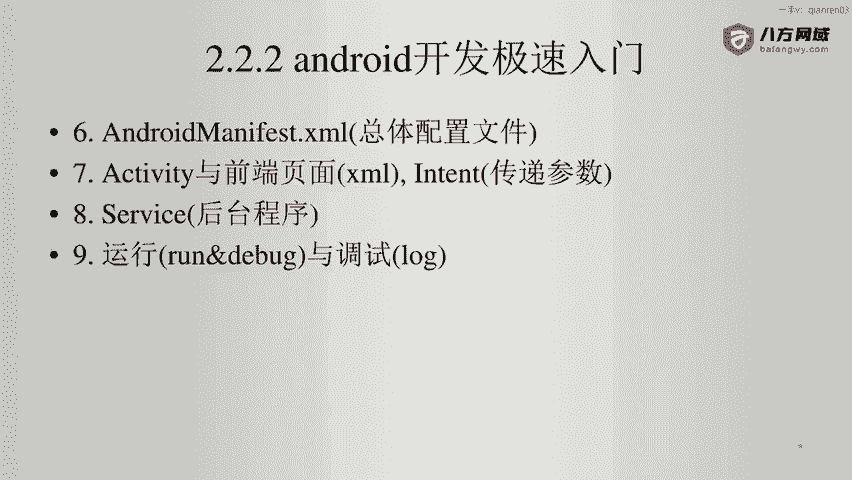 一手v：qianren03
八方网域
bafangwy.com
2.2.2 android开发极速入门
• 6. AndroidManifest.xml(总体配置文件)
• 7. Activity与前端页面(xml), Intent(传递参数)
• 8. Service(后台程序)
• 9. 运行(run&debug)与调试(log)